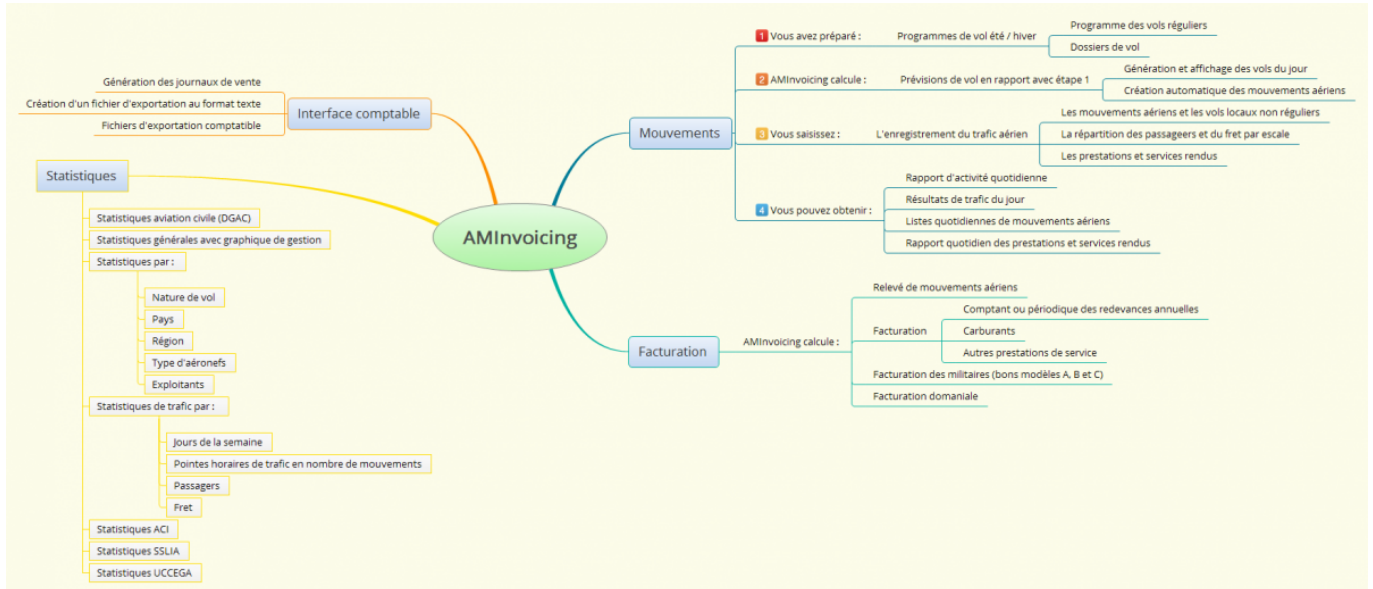 AMInvoicing
Mouvements
1 Vous avez préparé :
Programmes de vol été / hiver
Programme des vols réguliers
Dossiers de vol
2 AMInvoicing calcule :
Prévisions de vol en rapport avec étape 1
Génération et affichage des vols du jour
Création automatique des mouvements aériens
3 Vous saisissez :
L'enregistrement du trafic aérien
Les mouvements aériens et les vols locaux non réguliers
La répartition des passageers et du fret par escale
Les prestations et services rendus
4 Vous pouvez obtenir :
Rapport d'activité quotidienne
Résultats de trafic du jour
Listes quotidiennes de mouvements aériens
Rapport quotidien des prestations et services rendus
Facturation
AMInvoicing calcule :
Relevé de mouvements aériens
Facturation
Comptant ou périodique des redevances annuelles
Carburants
Autres prestations de service
Facturation des militaires (bons modèles A, B et C)
Facturation domaniale
Interface comptable
Génération des journaux de vente
Création d'un fichier d'exportation au format texte
Fichiers d'exportation comptatible
Statistiques
Statistiques aviation civile (DGAC)
Statistiques générales avec graphique de gestion
Statistiques par :
Nature de vol
Pays
Région
Type d'aéronefs
Exploitants
Statistiques de trafic par :
Jours de la semaine
Pointes horaires de trafic en nombre de mouvements
Passagers
Fret
Statistiques ACI
Statistiques SSLIA
Statistiques UCCEGA